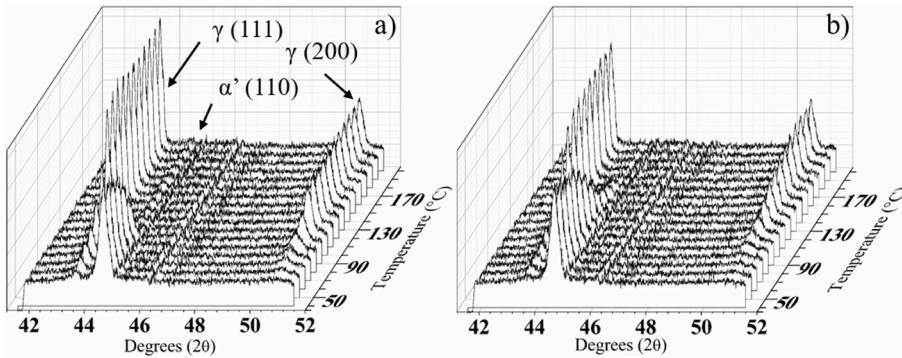 a)
γ (111)
γ (200)
α’ (110)
170
130
90
50
Temperature (°C)
42 44 46 48 50 52
Degrees (2θ)
b)
170
130
90
50
Temperature (°C)
42 44 46 48 50 52
Degrees (2θ)